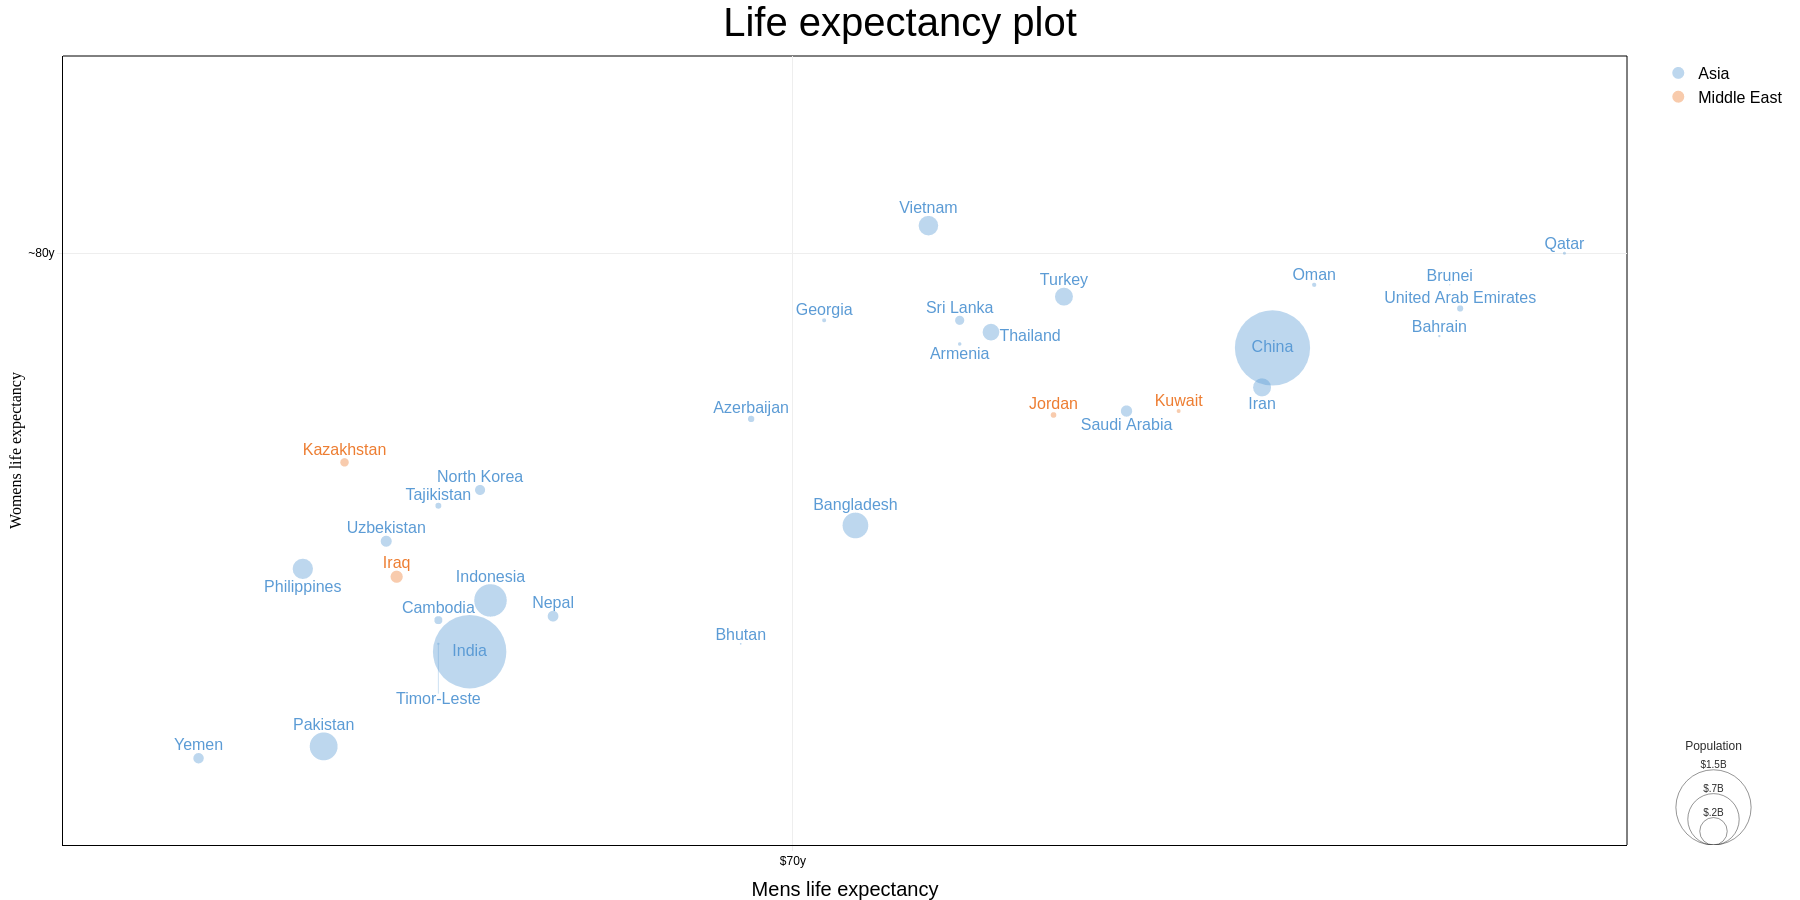 Life expectancy plot
Asia
Middle East
Vietnam
Qatar
~80y
Oman
Brunei
Turkey
United Arab Emirates
Sri Lanka
Georgia
Bahrain
Thailand
China
Armenia
Kuwait
Jordan
Iran
Azerbaijan
Saudi Arabia
Womens life expectancy
Kazakhstan
North Korea
Tajikistan
Bangladesh
Uzbekistan
Iraq
Indonesia
Philippines
Nepal
Cambodia
Bhutan
India
Timor-Leste
Pakistan
Yemen
Population
$1.5B
$.7B
$.2B
$70y
Mens life expectancy